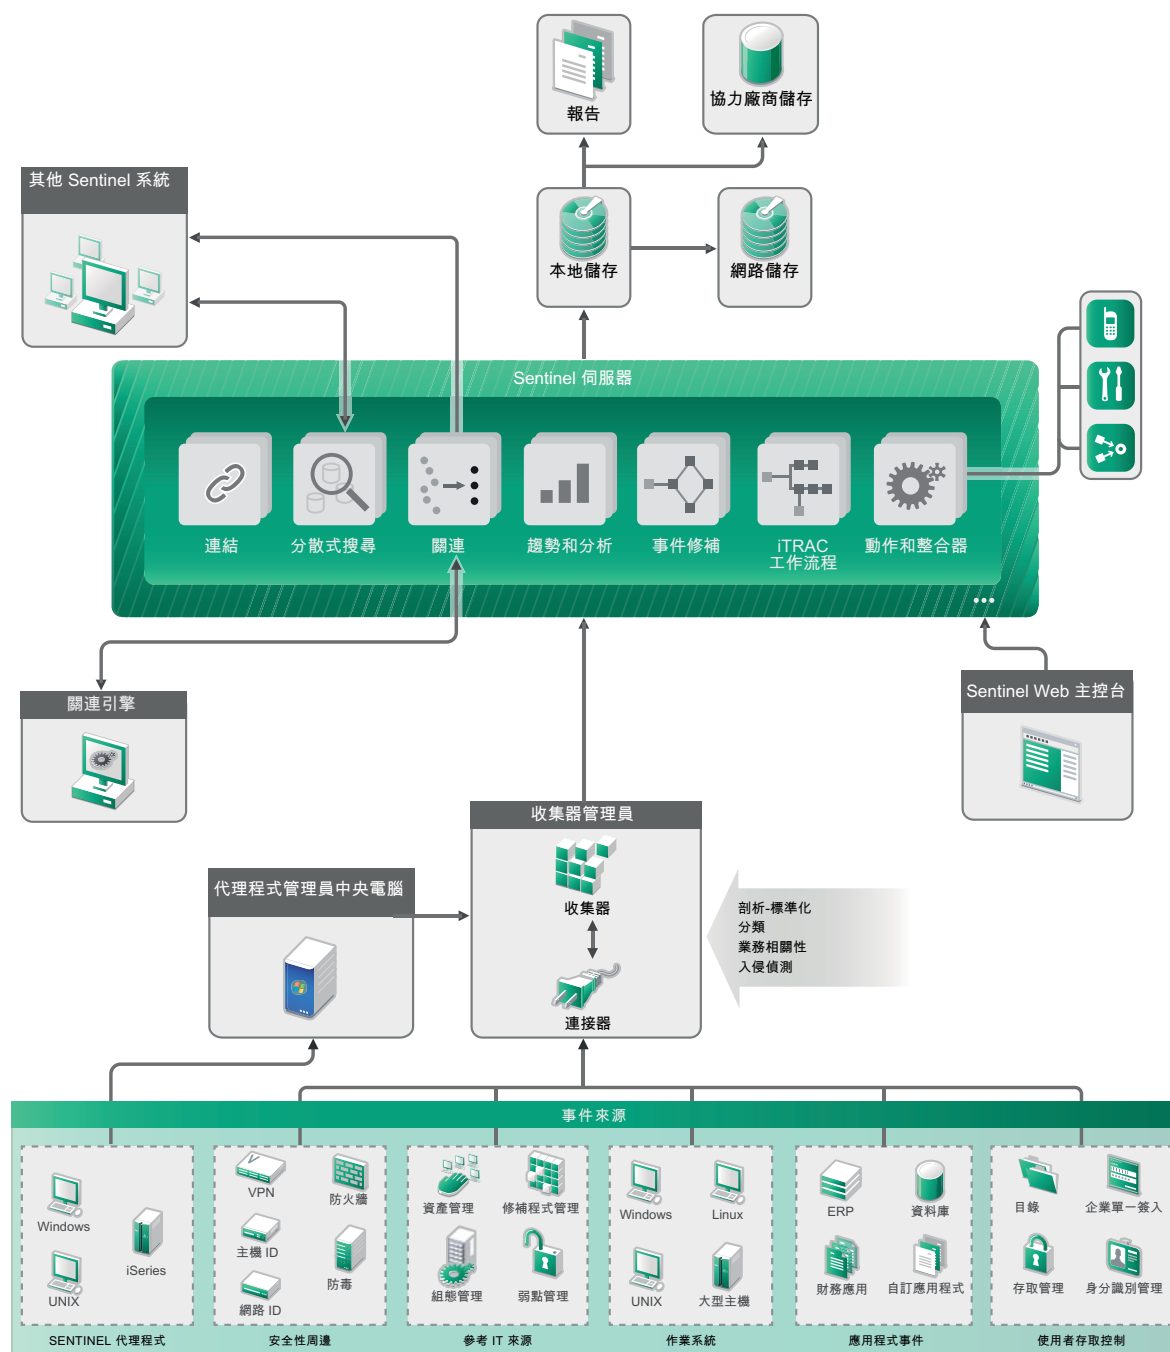 報告
協力廠商儲存
其他 Sentinel 系統
本地儲存
網路儲存
Sentinel 伺服器
連結
分散式搜尋
關連
趨勢和分析
事件修補
iTRAC
工作流程
動作和整合器
關連引擎
Sentinel Web 主控台
收集器管理員
收集器
連接器
代理程式管理員中央電腦
剖析-標準化
分類
業務相關性
入侵偵測
事件來源
Windows
iSeries
UNIX
SENTINEL 代理程式
VPN
防火牆
主機 ID
防毒
網路 ID
安全性周邊
資產管理
修補程式管理
組態管理
弱點管理
參考 IT 來源
Windows
Linux
UNIX
大型主機
作業系統
ERP
資料庫
財務應用
自訂應用程式
應用程式事件
目錄
企業單一簽入
存取管理
身分識別管理
使用者存取控制